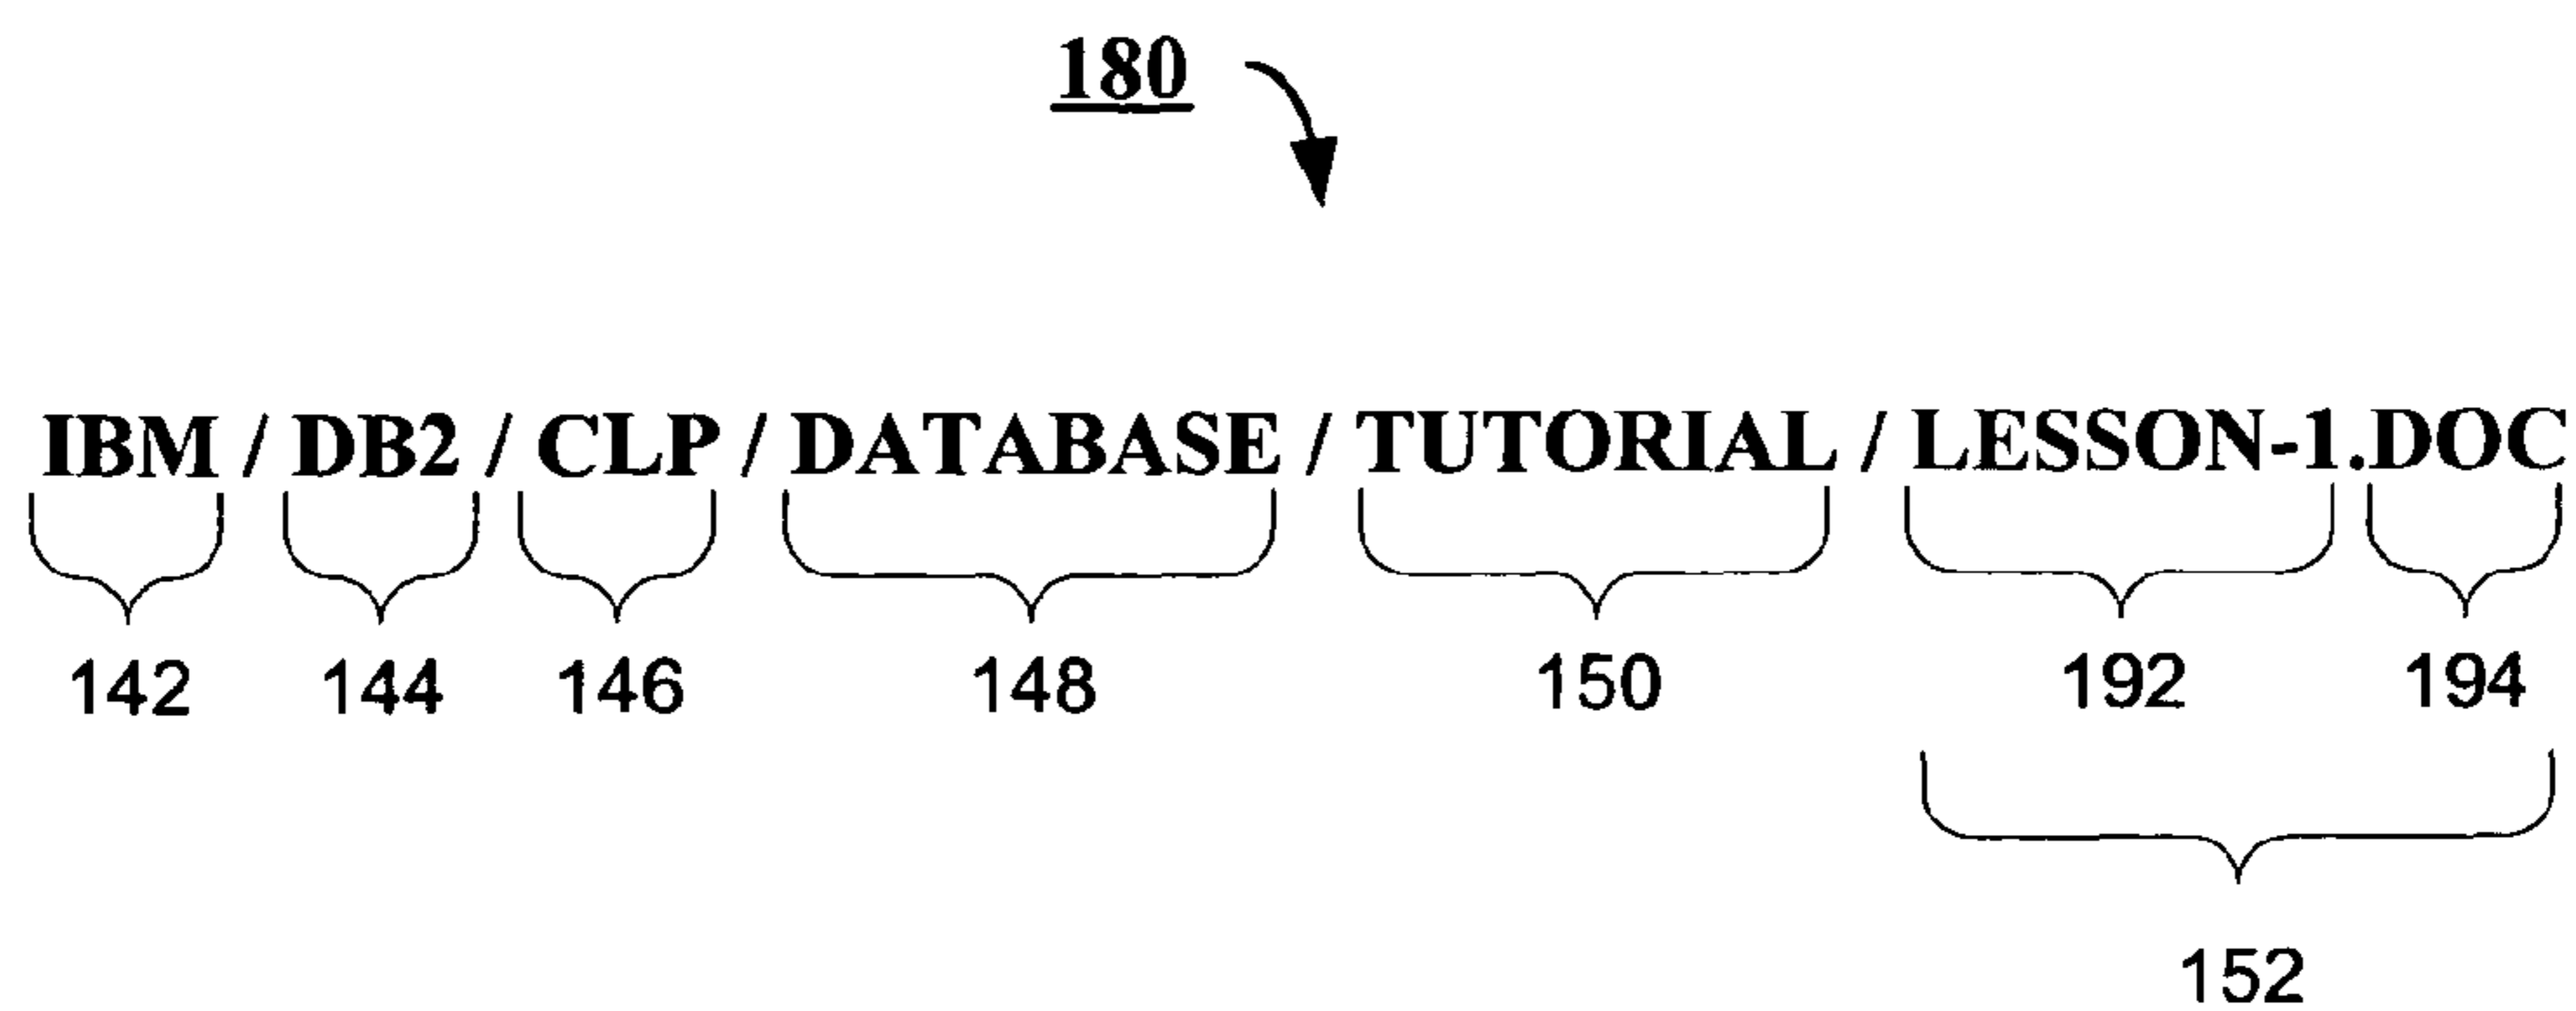 180
IBM / DB2 / CLP / DATABASE / TUTORIAL / LESSON-1.DOC
142 144 146 148 150 192 194
152